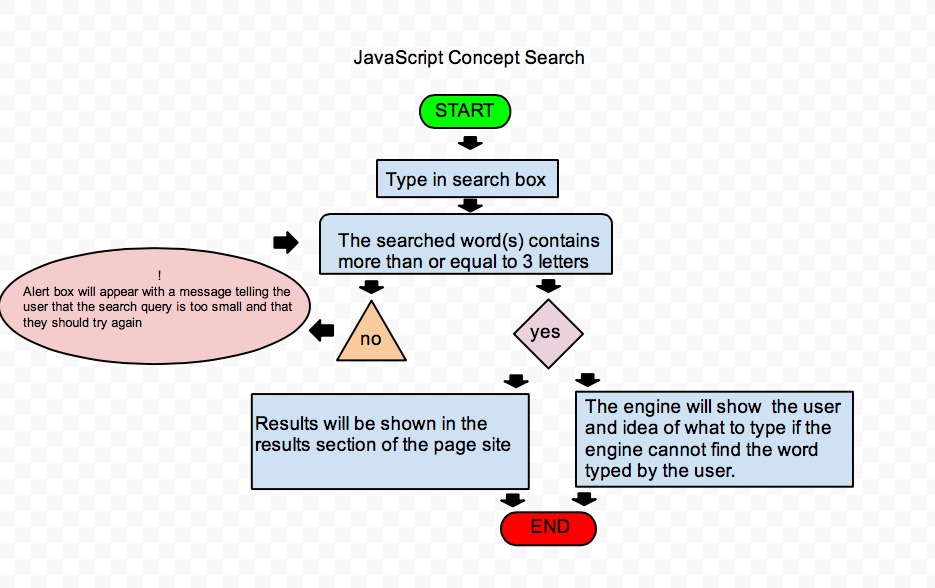 JavaScript Concept Search
START
Type in search box
The searched word(s) contains
more than or equal to 3 letters
!
Alert box will appear with a message telling the
user that the search query is too small and that
they should try again
no
yes
Results will be shown in the
results section of the page site
The engine will show the user
and idea of what to type if the
engine cannot find the word
typed by the user.
END